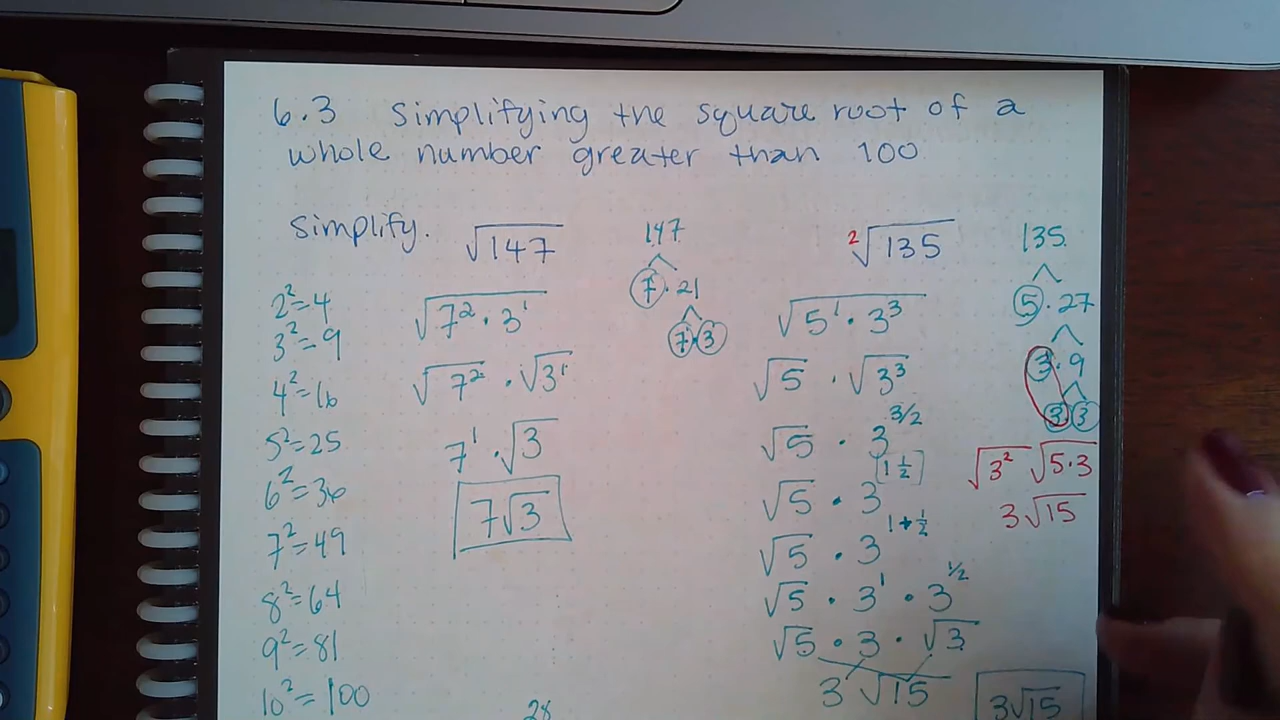 6.3 simplifying the square root of a
whole number greater than 100
simplify.
√147
147
7 · 21
7 · 3
√7² · 3¹
√7² · √3¹
7¹ · √3
7√3
2²=4
3²=9
4²=16
5²=25
6²=36
7²=49
8²=64
9²=81
10²=100
28
²√135
135
5 · 27
3 · 9
3 3
√5¹ · 3³
√5 · √3³
√5 · 3^3/2
√5 · 3^[1 1/2]
√5 · 3^1+1/2
√5 · 3¹ · 3^1/2
√5 · 3 · √3
3 √15
√3² √5·3
3√15
3√15